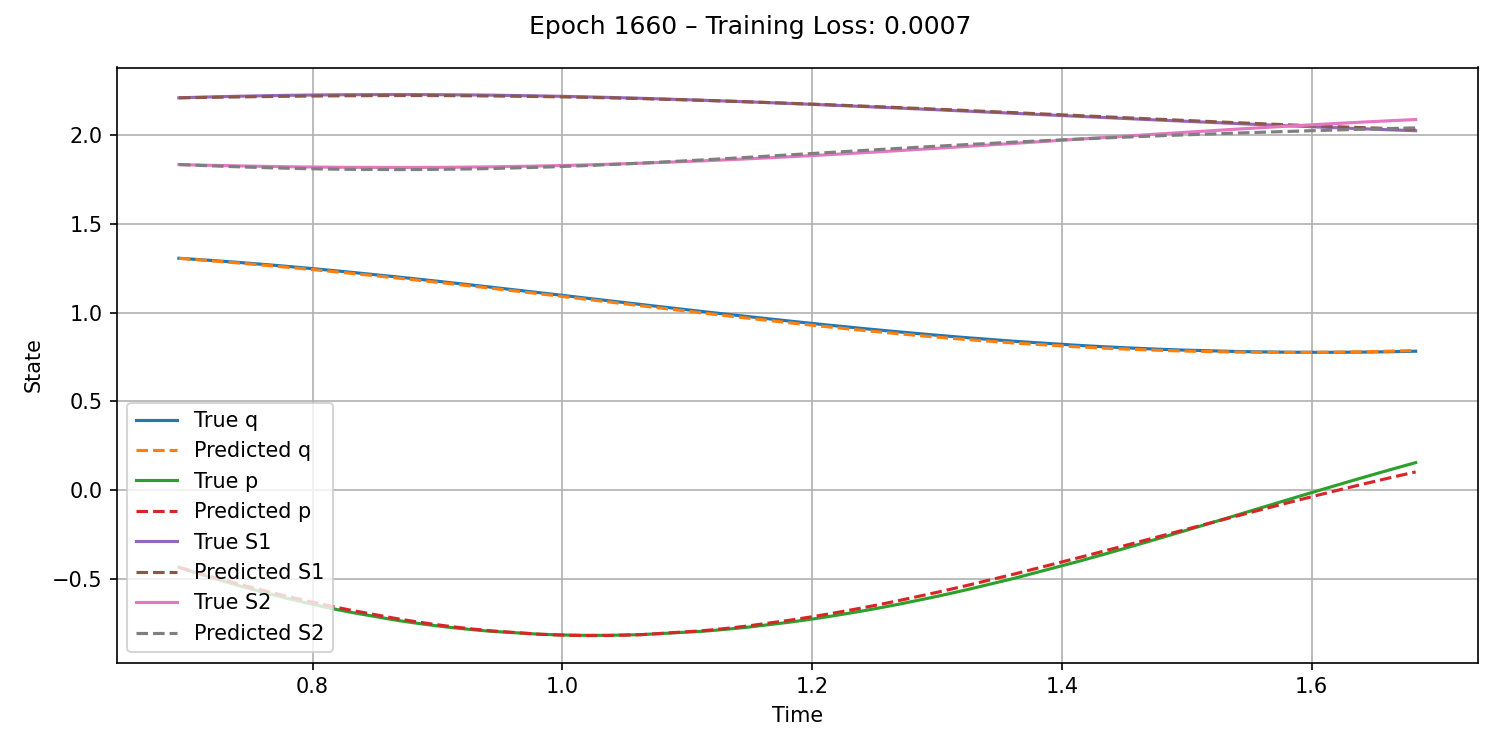 Epoch 1660 – Training Loss: 0.0007
State
2.0
1.5
1.0
0.5
0.0
−0.5
True q
Predicted q
True p
Predicted p
True S1
Predicted S1
True S2
Predicted S2
0.8
1.0
1.2
1.4
1.6
Time